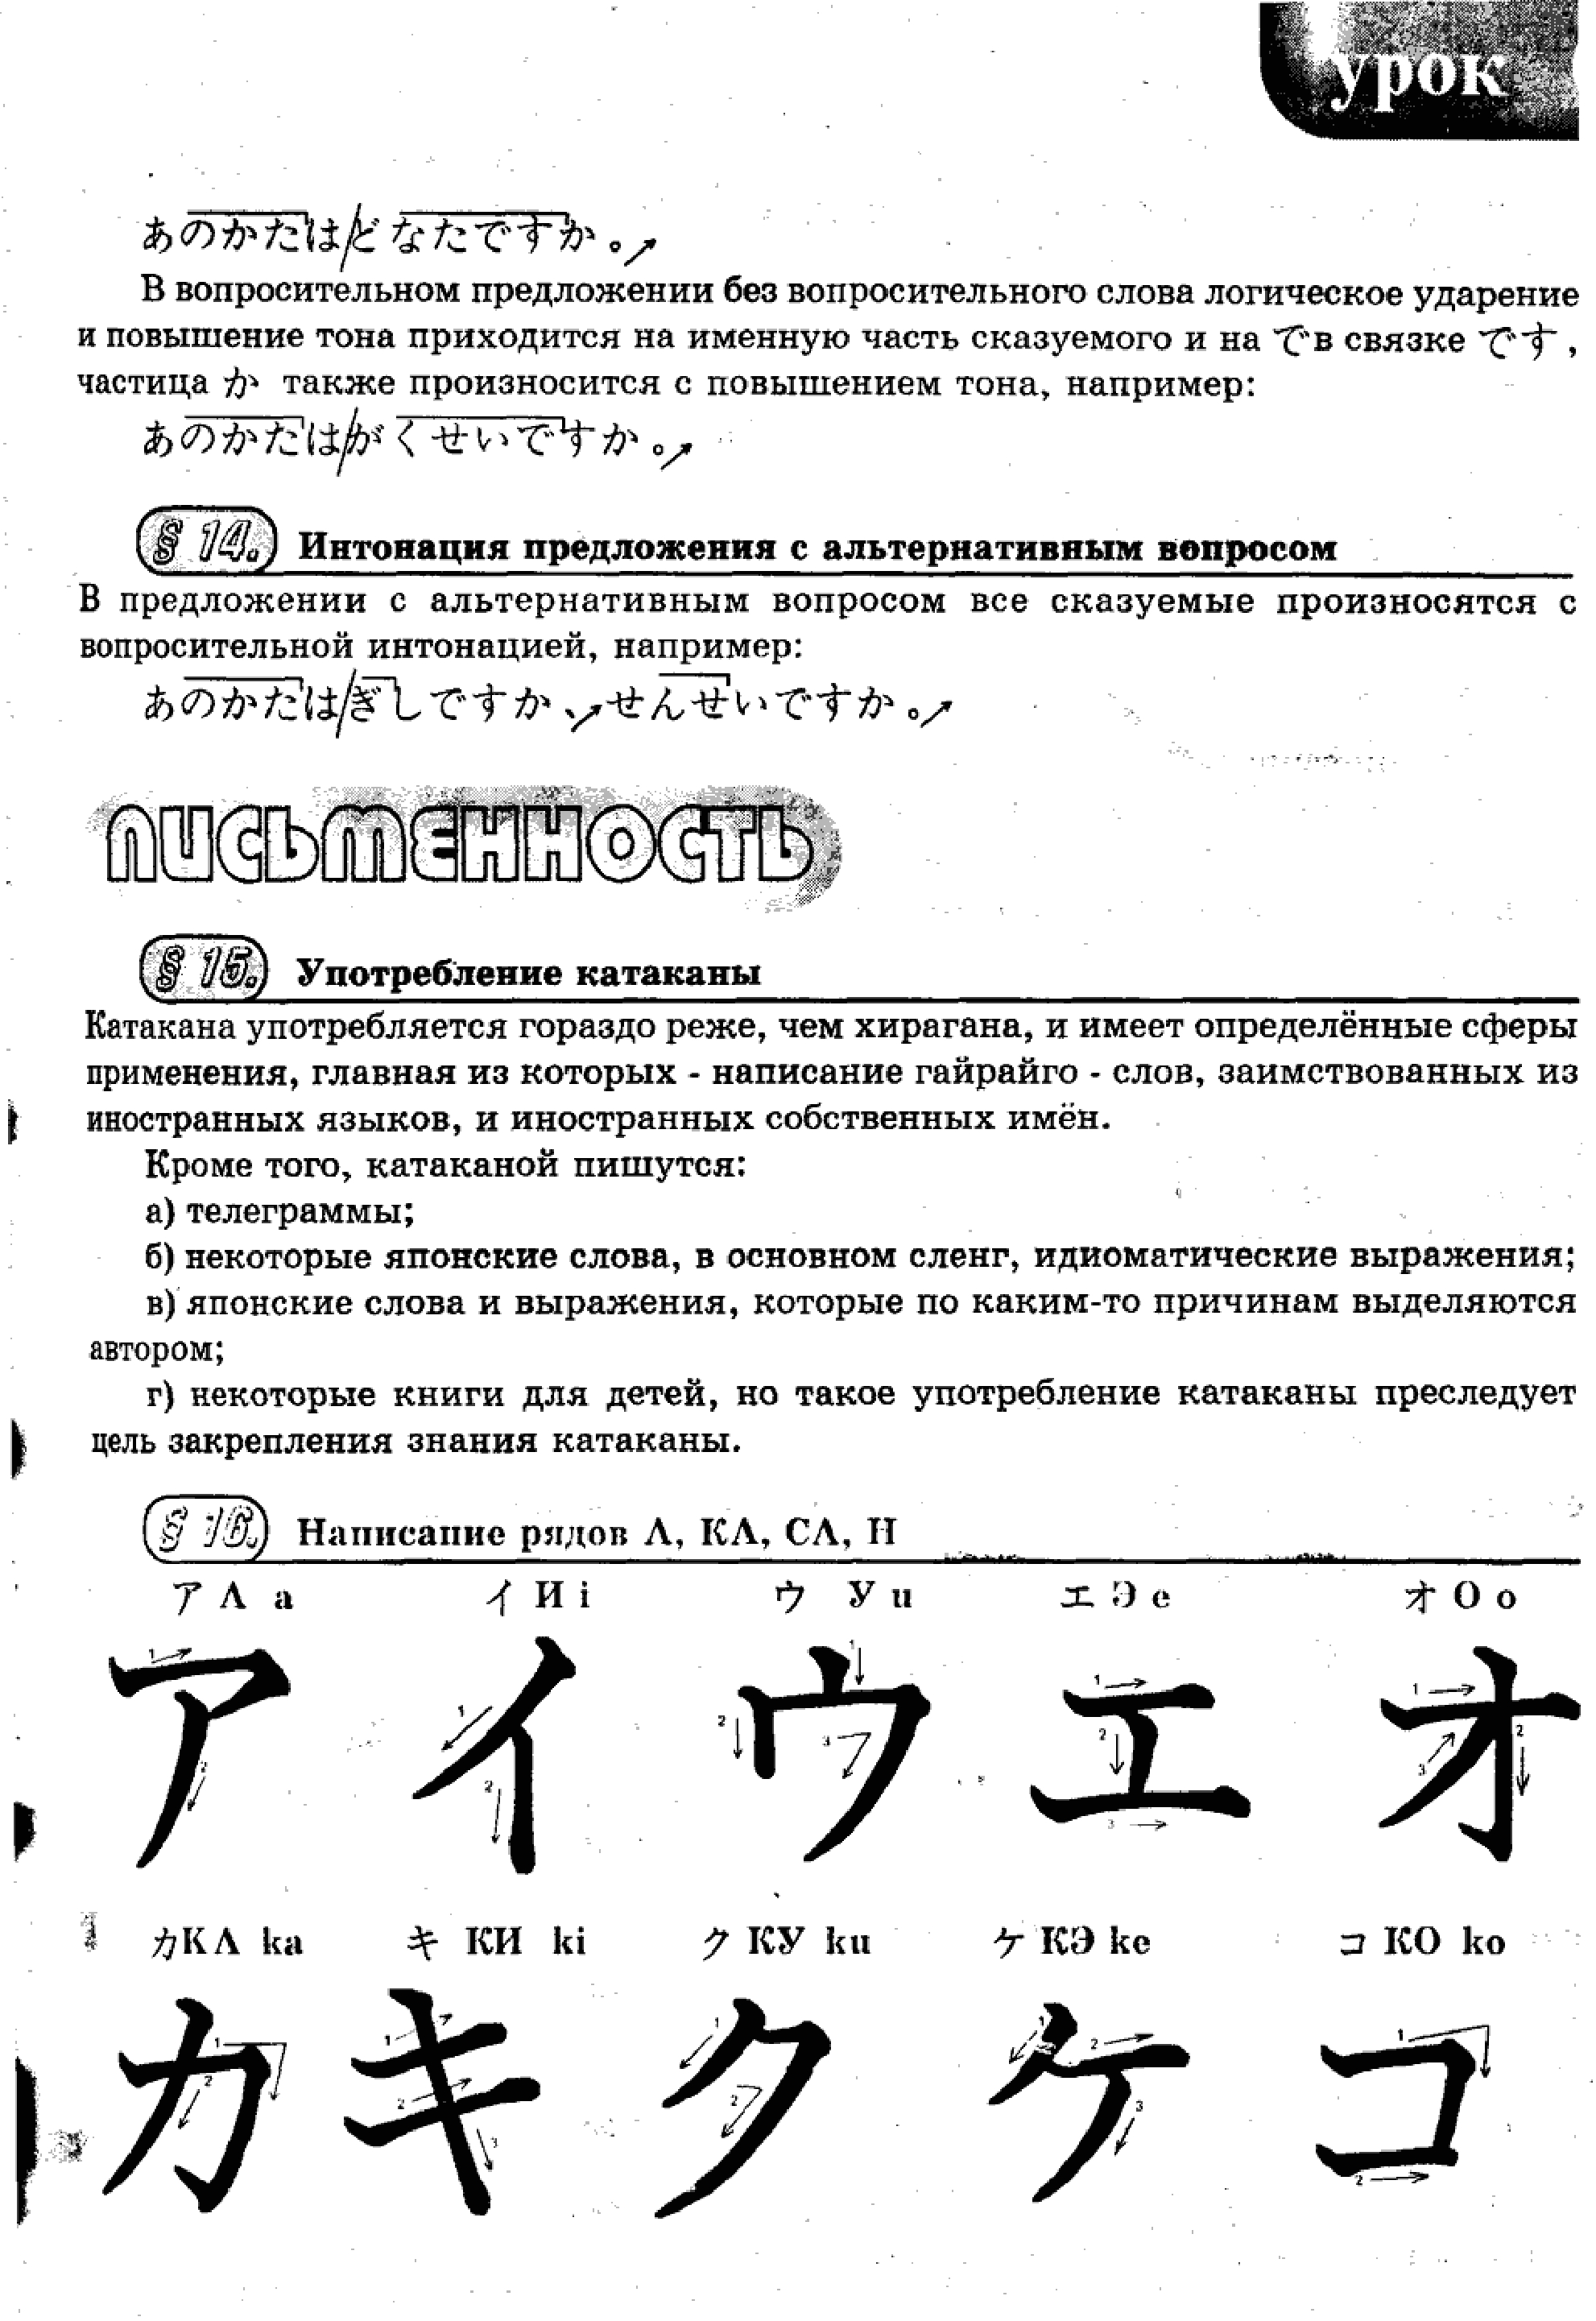 урок
あのかたは/どなたですか。↗
В вопросительном предложении без вопросительного слова логическое ударение
и повышение тона приходится на именную часть сказуемого и на で в связке です,
частица か также произносится с повышением тона, например:
あのかたは/がくせいですか。↗
§ 14. Интонация предложения с альтернативным вопросом
В предложении с альтернативным вопросом все сказуемые произносятся с
вопросительной интонацией, например:
あのかたは/ぎしですか、↗せんせいですか。↗
ПИСЬМЕННОСТЬ
§ 15. Употребление катаканы
Катакана употребляется гораздо реже, чем хирагана, и имеет определённые сферы
применения, главная из которых - написание гайрайго - слов, заимствованных из
иностранных языков, и иностранных собственных имён.
Кроме того, катаканой пишутся:
а) телеграммы;
б) некоторые японские слова, в основном сленг, идиоматические выражения;
в) японские слова и выражения, которые по каким-то причинам выделяются
автором;
г) некоторые книги для детей, но такое употребление катаканы преследует
цель закрепления знания катаканы.
§ 16. Написание рядов А, КА, СА, Н
ア А a イ И i ウ У u エ Э e オ О o
ア イ ウ エ オ
カ КА ka キ КИ ki ク КУ ku ケ КЭ ke コ КО ko
カ キ ク ケ コ